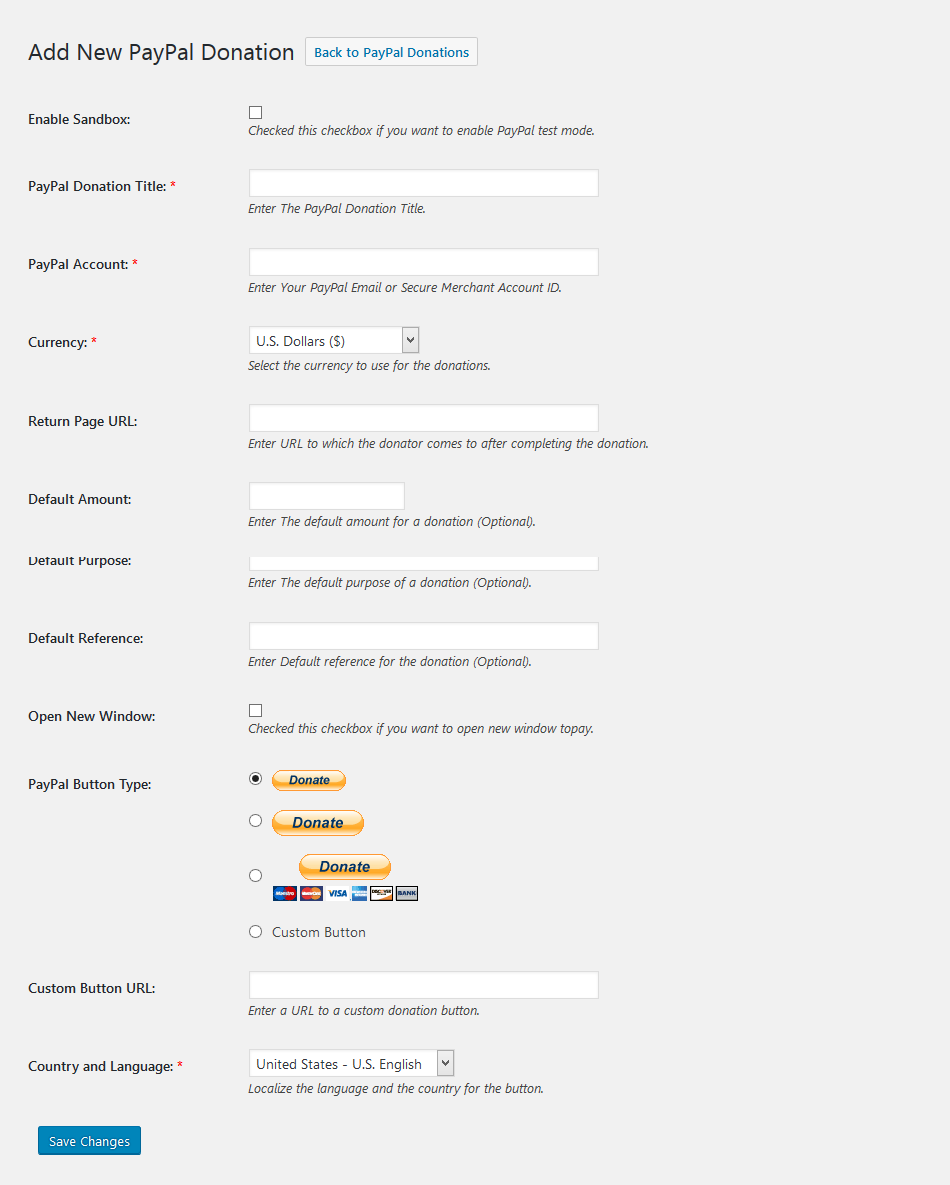 Add New PayPal Donation Back to PayPal Donations
Enable Sandbox:
Checked this checkbox if you want to enable PayPal test mode.
PayPal Donation Title: *
Enter The PayPal Donation Title.
PayPal Account: *
Enter Your PayPal Email or Secure Merchant Account ID.
Currency: * U.S. Dollars ($)
Select the currency to use for the donations.
Return Page URL:
Enter URL to which the donator comes to after completing the donation.
Default Amount:
Enter The default amount for a donation (Optional).
Default Purpose:
Enter The default purpose of a donation (Optional).
Default Reference:
Enter Default reference for the donation (Optional).
Open New Window:
Checked this checkbox if you want to open new window topay.
PayPal Button Type: Donate
Donate
Donate
Maestro MasterCard VISA DISCOVER BANK
Custom Button
Custom Button URL:
Enter a URL to a custom donation button.
Country and Language: * United States - U.S. English
Localize the language and the country for the button.
Save Changes